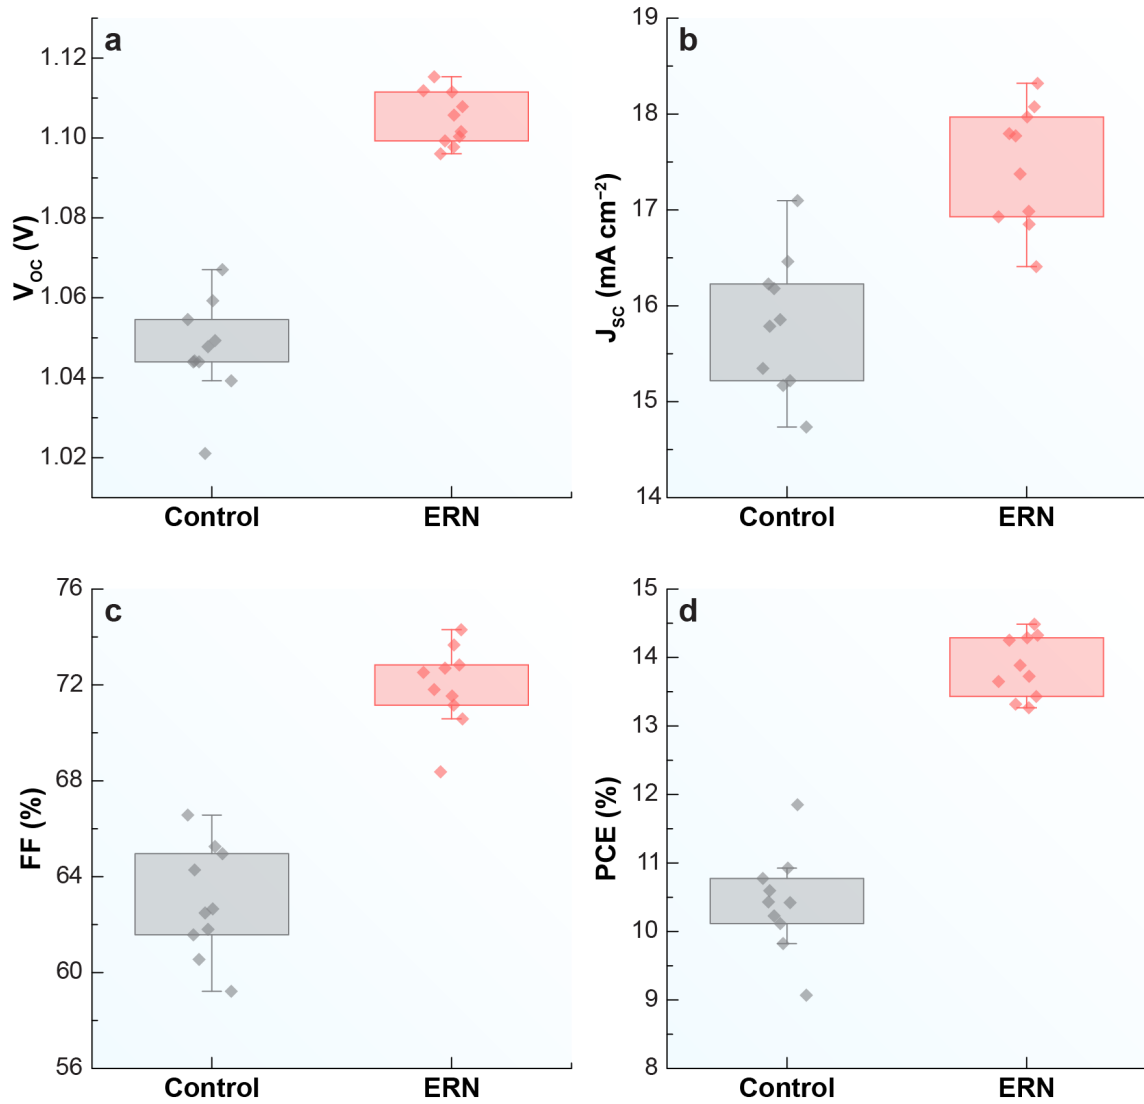 a
1.12
1.10
1.08
1.06
1.04
1.02
V_OC (V)
Control
ERN
b
19
18
17
16
15
14
J_SC (mA cm⁻²)
Control
ERN
c
76
72
68
64
60
56
FF (%)
Control
ERN
d
15
14
13
12
11
10
9
8
PCE (%)
Control
ERN